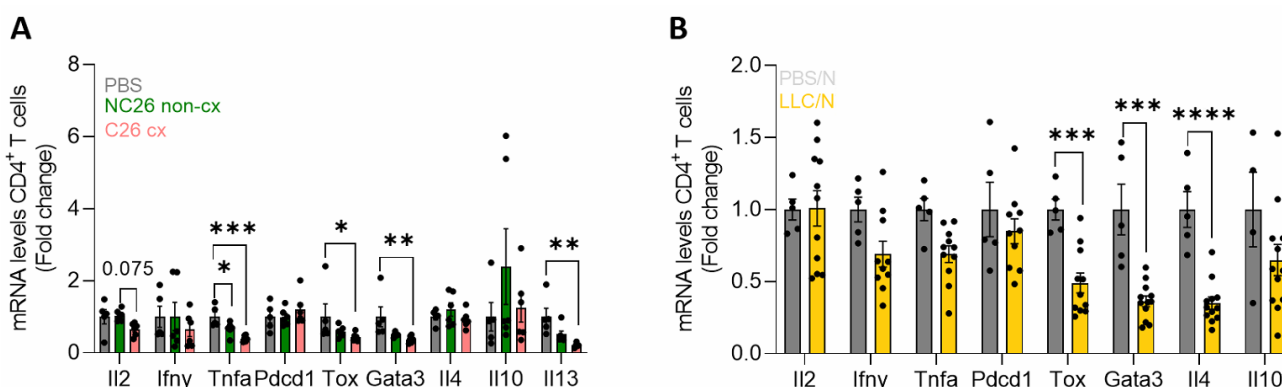 A
mRNA levels CD4⁺ T cells
(Fold change)
8
6
4
2
0
PBS
NC26 non-cx
C26 cx
0.075
***
*
*
**
**
Il2 Ifnγ Tnfa Pdcd1 Tox Gata3 Il4 Il10 Il13
B
mRNA levels CD4⁺ T cells
(Fold change)
2.0
1.5
1.0
0.5
0.0
PBS/N
LLC/N
***
***
****
Il2 Ifnγ Tnfa Pdcd1 Tox Gata3 Il4 Il10